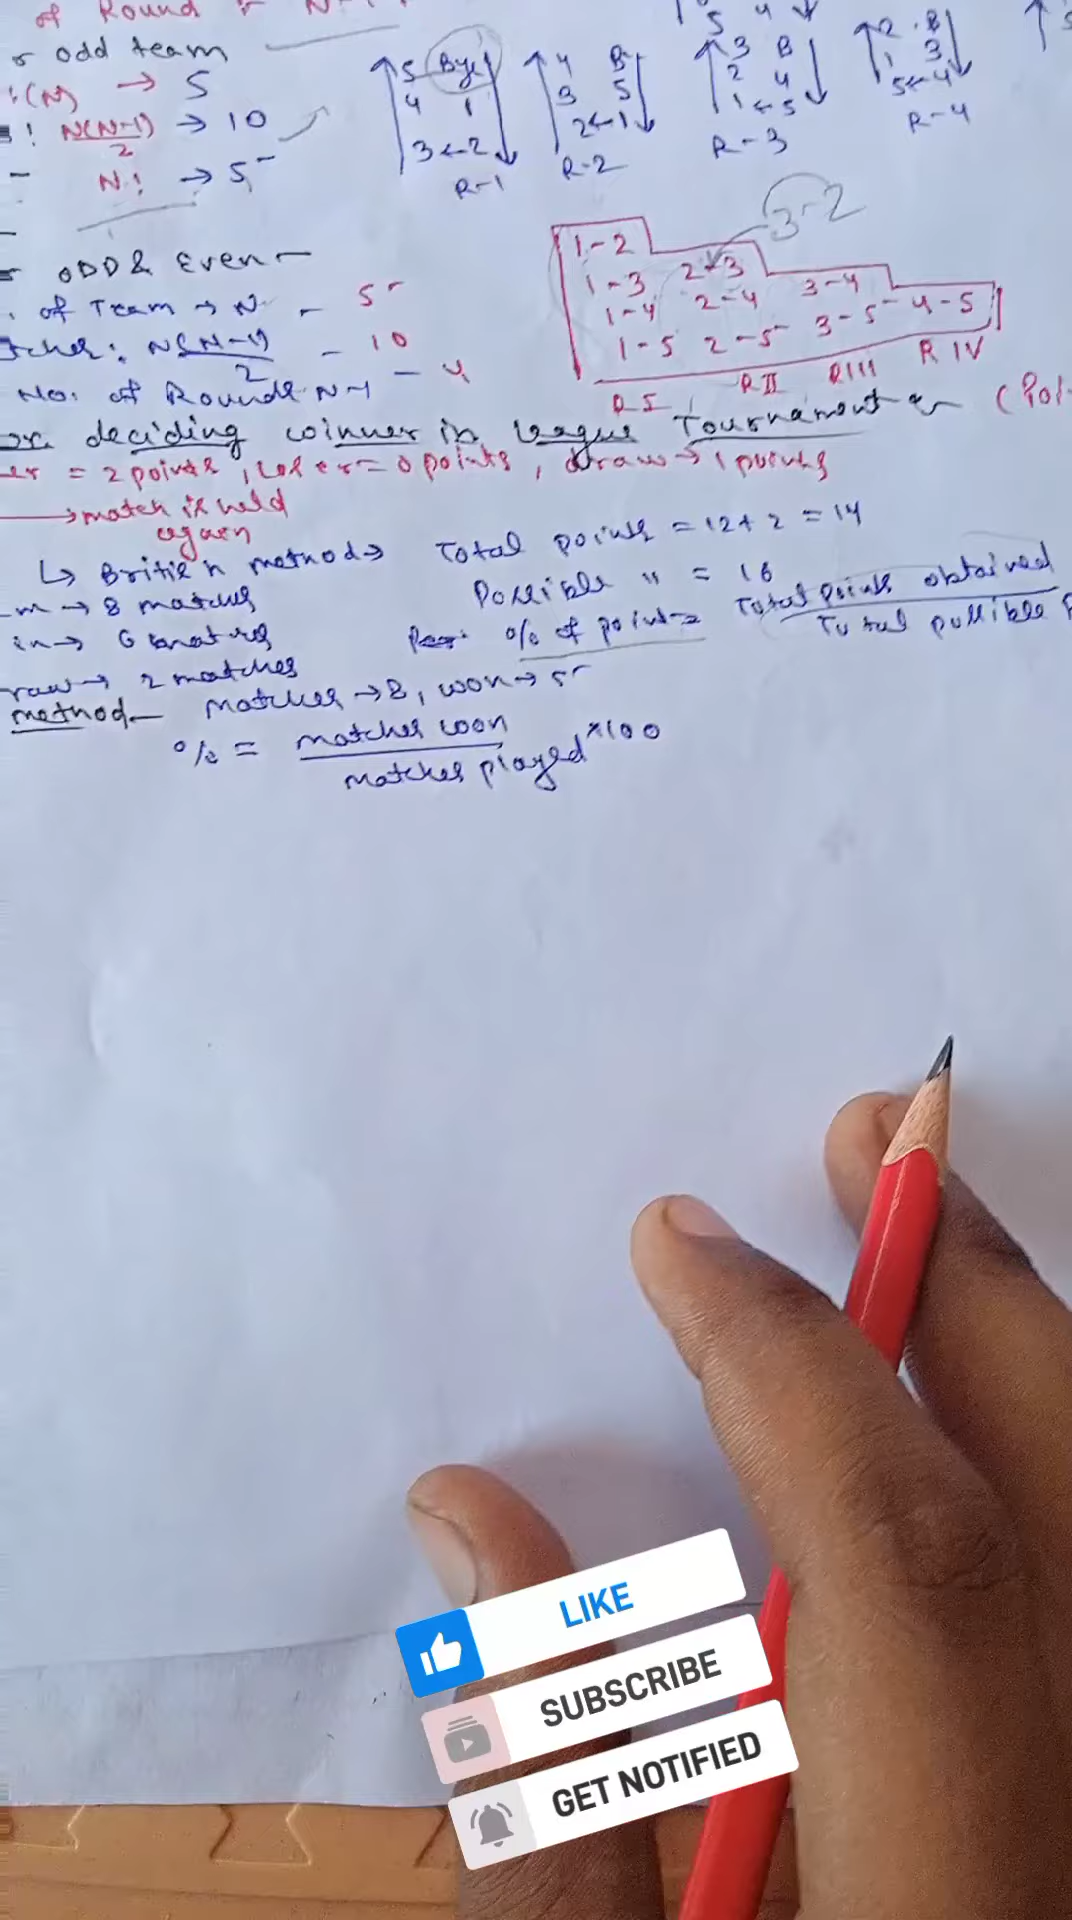 of Round
odd team
(N) → 5
! N(N-1)/2 → 10
N! → 5
5 Bye
4 1
3 ← 2
R-1
4 B
3 5
2 ← 1
R-2
5 4
3 B
2 4
1 ← 5
R-3
2 B
1 3
5 ← 4
R-4
3-2
ODD & Even -
of Team → N - 5
N(N-1)/2 - 10
No. of Rounds N-1 - 4
1-2
1-3 2-3
1-4 2-4 3-4
1-5 2-5 3-5 4-5
R I R II R III R IV
deciding winner in League Tournament
er = 2 points, loser = 0 points, draw → 1 points
→ match is held
again
↳ British method → Total points = 12 + 2 = 14
m → 8 matches Possible " = 16
in → 6 matches % of point = Total points obtained / Total possible P
raw → 2 matches
method - matches → 8, won → 5
% = matches won / matches played × 100
LIKE
SUBSCRIBE
GET NOTIFIED